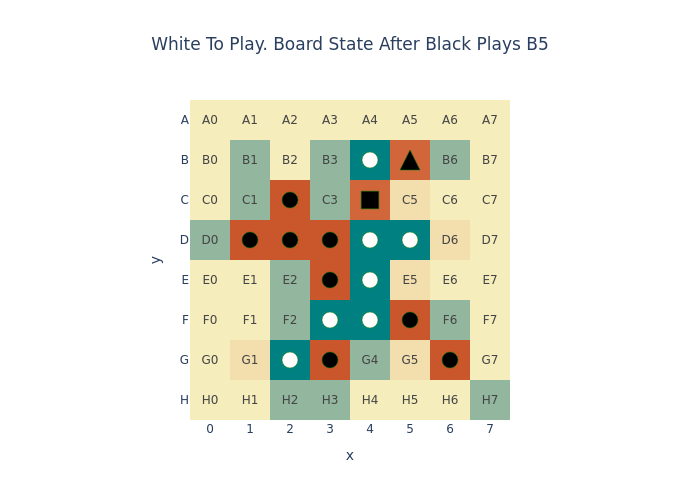 White To Play. Board State After Black Plays B5
A A0 A1 A2 A3 A4 A5 A6 A7
B B0 B1 B2 B3 B6 B7
C C0 C1 C3 C5 C6 C7
D D0 D6 D7
y
E E0 E1 E2 E5 E6 E7
F F0 F1 F2 F6 F7
G G0 G1 G4 G5 G7
H H0 H1 H2 H3 H4 H5 H6 H7
0 1 2 3 4 5 6 7
x